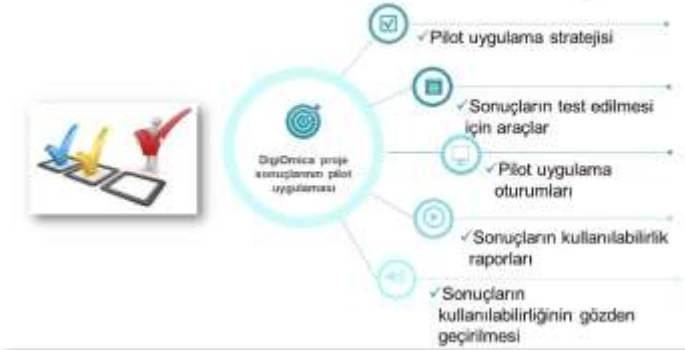 ✓Pilot uygulama stratejisi
✓Sonuçların test edilmesi
için araçlar
DigiOmica proje
sonuçlarının pilot
uygulaması
✓Pilot uygulama
oturumları
✓Sonuçların kullanılabilirlik
raporları
✓Sonuçların
kullanılabilirliğinin gözden
geçirilmesi